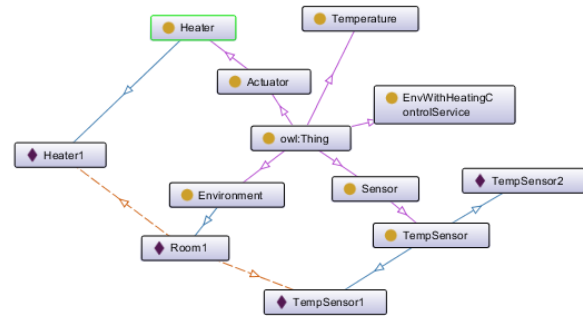 Heater
Temperature
Actuator
EnvWithHeatingC
ontrolService
owl:Thing
Heater1
Environment
Sensor
TempSensor2
TempSensor
Room1
TempSensor1